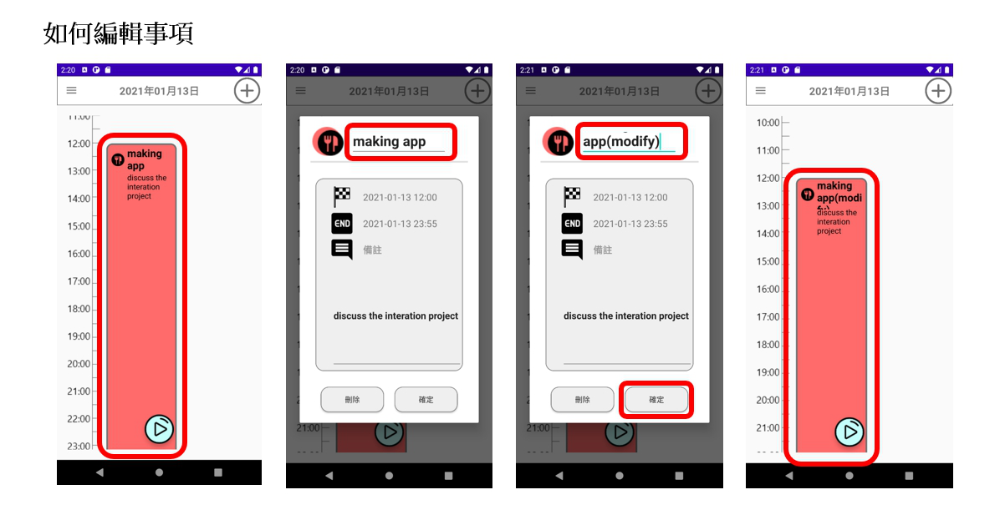 如何編輯事項
2:20
2021年01月13日
11:00
12:00
13:00
14:00
15:00
16:00
17:00
18:00
19:00
20:00
21:00
22:00
23:00
making
app
discuss the
interation
project
2:20
2021年01月13日
making app
2021-01-13 12:00
END
2021-01-13 23:55
備註
discuss the interation project
刪除
確定
21:00
2:21
2021年01月13日
app(modify)
2021-01-13 12:00
END
2021-01-13 23:55
備註
discuss the interation project
刪除
確定
21:00
2:21
2021年01月13日
10:00
11:00
12:00
13:00
14:00
15:00
16:00
17:00
18:00
19:00
20:00
21:00
making
app(modi
fy)
discuss the
interation
project